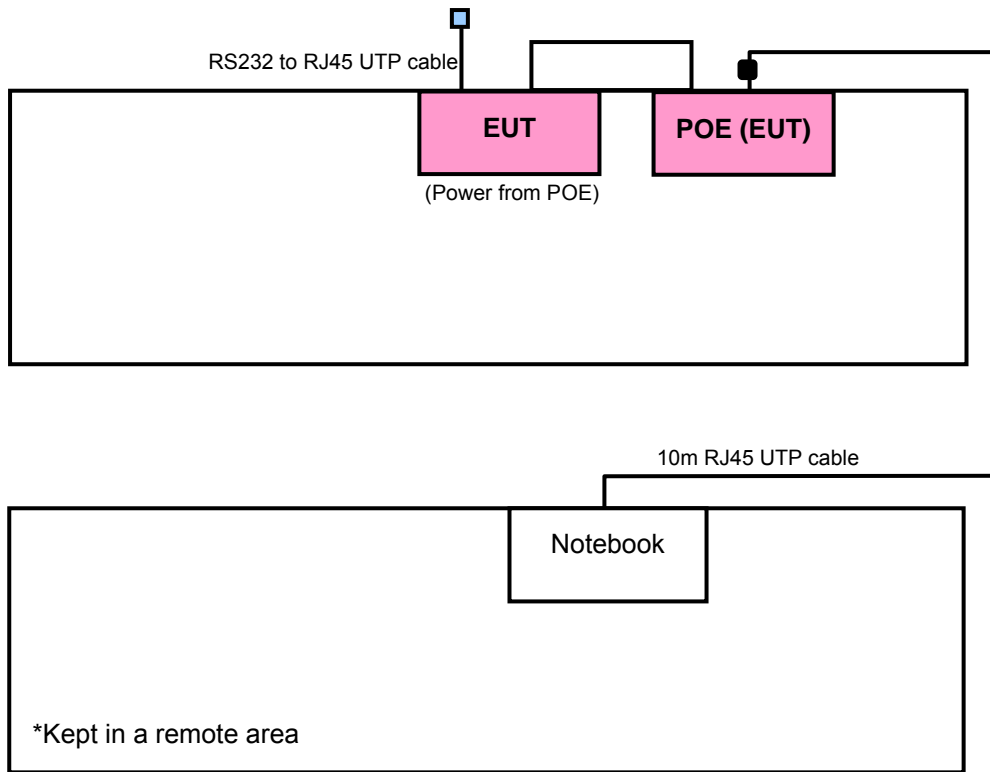 RS232 to RJ45 UTP cable
EUT
POE (EUT)
(Power from POE)
10m RJ45 UTP cable
Notebook
*Kept in a remote area